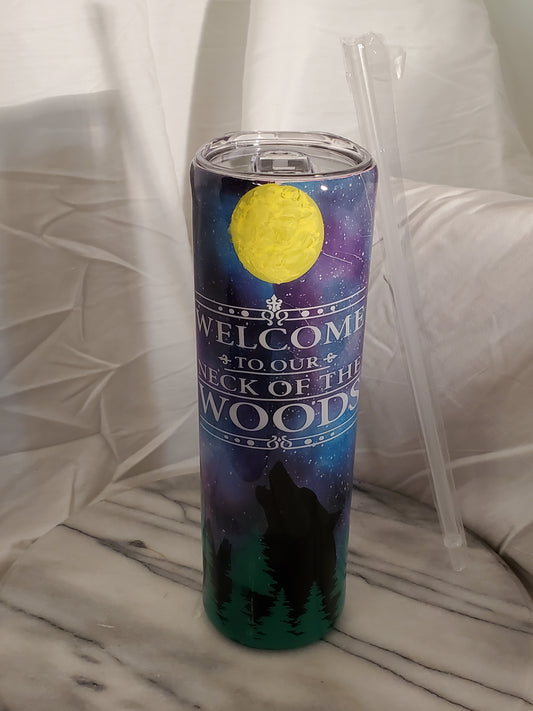 WELCOME
TO OUR
NECK OF THE
WOODS